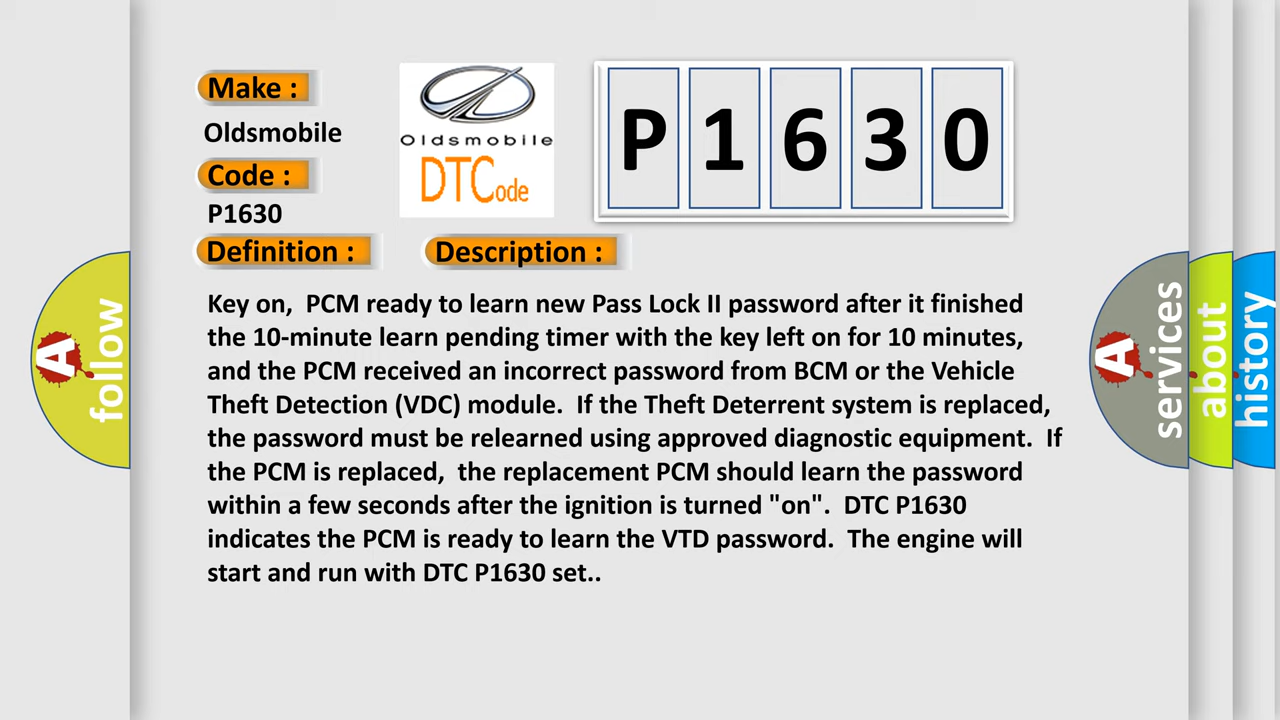 Make :
Oldsmobile
Code :
P1630
Oldsmobile
DTCode
P1630
Definition :
Description :
Key on,  PCM ready to learn new Pass Lock II password after it finished
the 10-minute learn pending timer with the key left on for 10 minutes,
and the PCM received an incorrect password from BCM or the Vehicle
Theft Detection (VDC) module.  If the Theft Deterrent system is replaced,
the password must be relearned using approved diagnostic equipment.  If
the PCM is replaced,  the replacement PCM should learn the password
within a few seconds after the ignition is turned "on".  DTC P1630
indicates the PCM is ready to learn the VTD password.  The engine will
start and run with DTC P1630 set..
A
follow
A
services
about
history